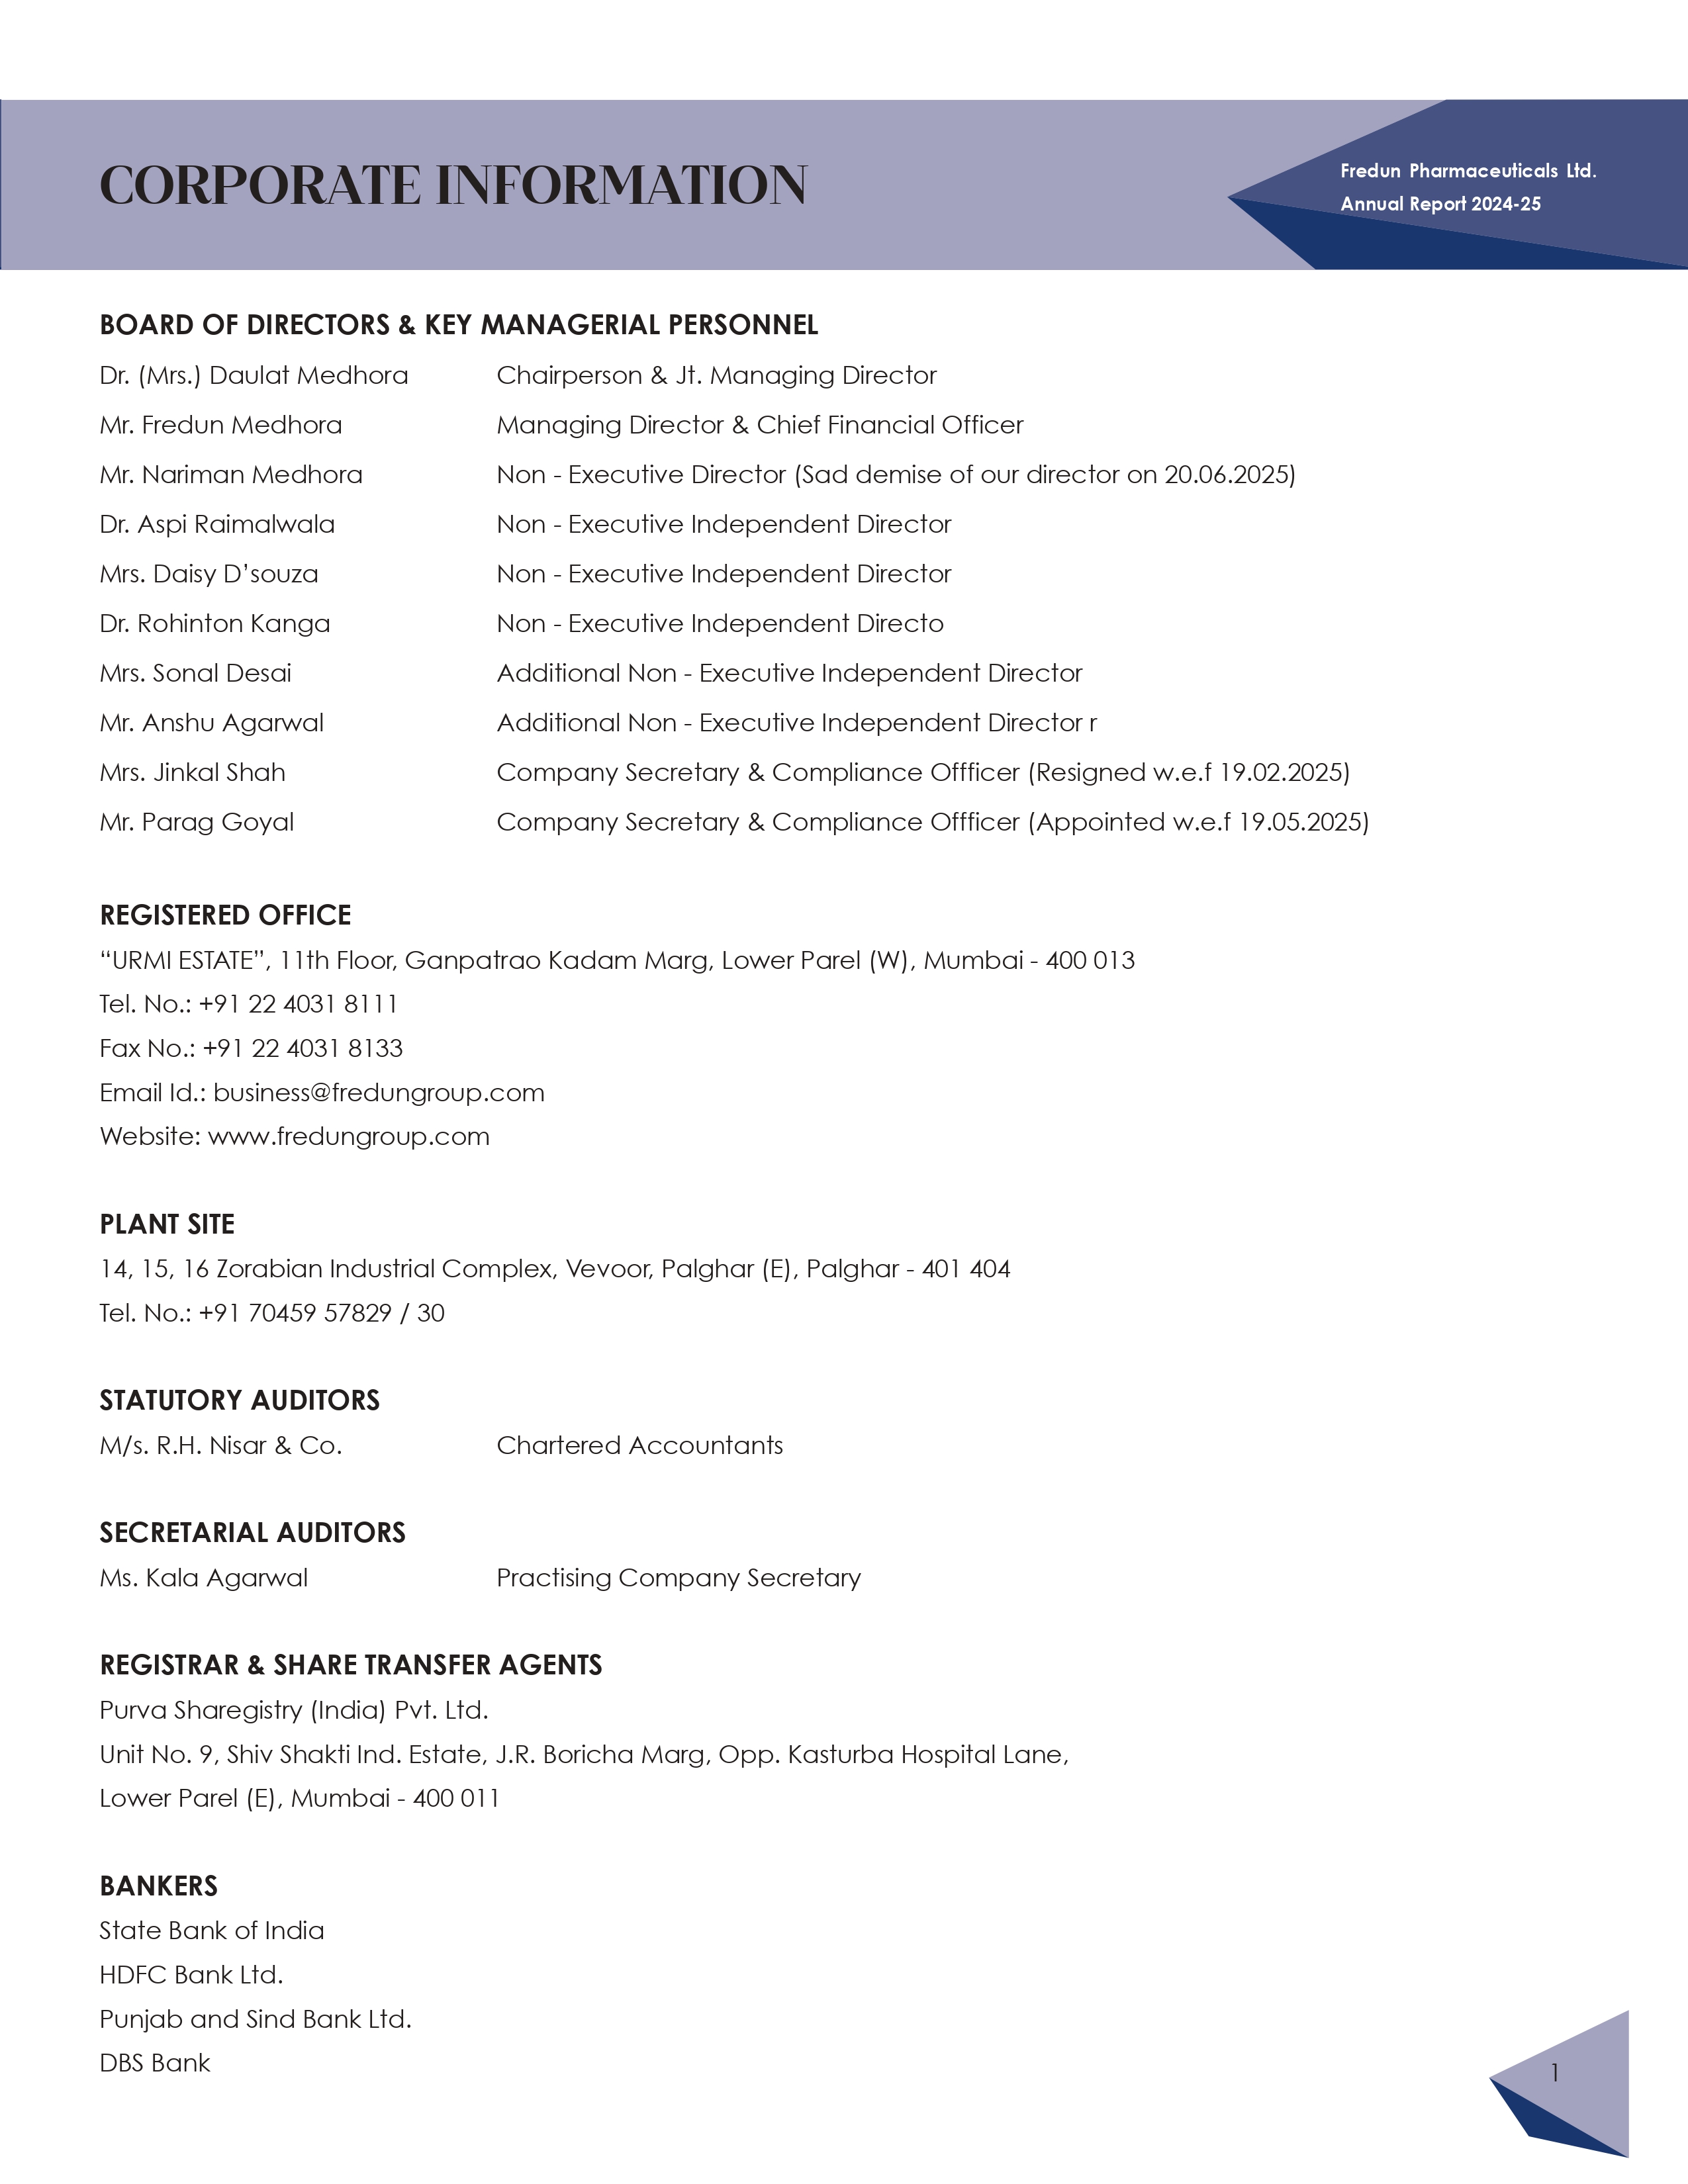 CORPORATE INFORMATION
Fredun Pharmaceuticals Ltd.
Annual Report 2024-25
BOARD OF DIRECTORS & KEY MANAGERIAL PERSONNEL
Dr. (Mrs.) Daulat Medhora Chairperson & Jt. Managing Director
Mr. Fredun Medhora Managing Director & Chief Financial Officer
Mr. Nariman Medhora Non - Executive Director (Sad demise of our director on 20.06.2025)
Dr. Aspi Raimalwala Non - Executive Independent Director
Mrs. Daisy D’souza Non - Executive Independent Director
Dr. Rohinton Kanga Non - Executive Independent Directo
Mrs. Sonal Desai Additional Non - Executive Independent Director
Mr. Anshu Agarwal Additional Non - Executive Independent Director r
Mrs. Jinkal Shah Company Secretary & Compliance Offficer (Resigned w.e.f 19.02.2025)
Mr. Parag Goyal Company Secretary & Compliance Offficer (Appointed w.e.f 19.05.2025)
REGISTERED OFFICE
“URMI ESTATE”, 11th Floor, Ganpatrao Kadam Marg, Lower Parel (W), Mumbai - 400 013
Tel. No.: +91 22 4031 8111
Fax No.: +91 22 4031 8133
Email Id.: business@fredungroup.com
Website: www.fredungroup.com
PLANT SITE
14, 15, 16 Zorabian Industrial Complex, Vevoor, Palghar (E), Palghar - 401 404
Tel. No.: +91 70459 57829 / 30
STATUTORY AUDITORS
M/s. R.H. Nisar & Co. Chartered Accountants
SECRETARIAL AUDITORS
Ms. Kala Agarwal Practising Company Secretary
REGISTRAR & SHARE TRANSFER AGENTS
Purva Sharegistry (India) Pvt. Ltd.
Unit No. 9, Shiv Shakti Ind. Estate, J.R. Boricha Marg, Opp. Kasturba Hospital Lane,
Lower Parel (E), Mumbai - 400 011
BANKERS
State Bank of India
HDFC Bank Ltd.
Punjab and Sind Bank Ltd.
DBS Bank
1